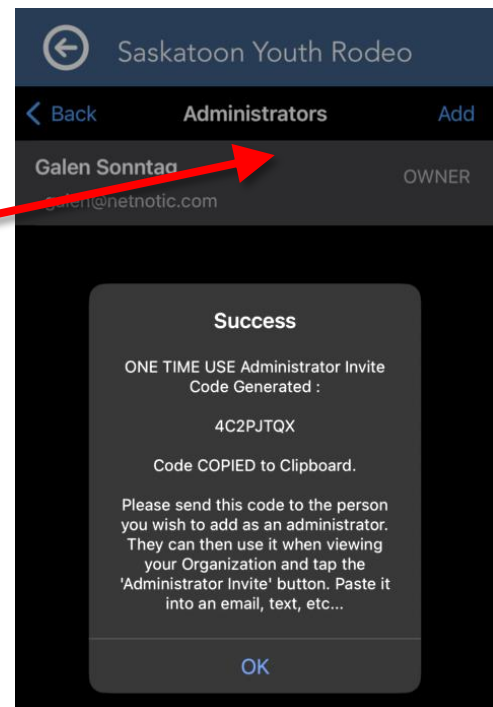 Saskatoon Youth Rodeo
Back Administrators Add
Galen Sonntag
OWNER
galen@netnotic.com
Success
ONE TIME USE Administrator Invite
Code Generated :
4C2PJTQX
Code COPIED to Clipboard.
Please send this code to the person
you wish to add as an administrator.
They can then use it when viewing
your Organization and tap the
'Administrator Invite' button. Paste it
into an email, text, etc...
OK